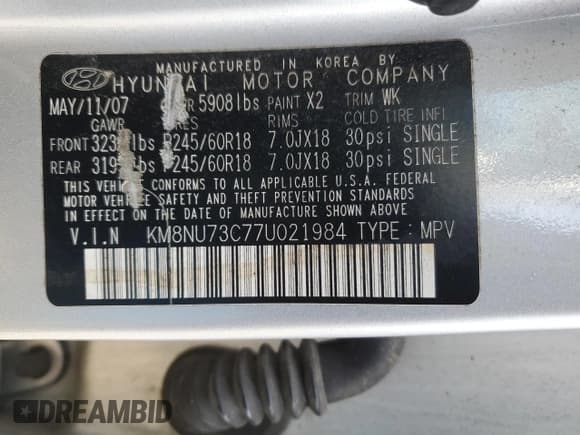 MANUFACTURED IN KOREA BY
HYUNDAI MOTOR COMPANY
MAY/11/07 5908lbs PAINT X2 TRIM WK
GAWR RIMS COLD TIRE INFL
FRONT P245/60R18 7.0JX18 30psi SINGLE
REAR P245/60R18 7.0JX18 30psi SINGLE
THIS VEHICLE CONFORMS TO ALL APPLICABLE U.S.A. FEDERAL
MOTOR VEHICLE SAFETY AND THEFT PREVENTION STANDARDS
IN EFFECT ON THE DATE OF MANUFACTURE SHOWN ABOVE
V.I.N KM8NU73C77U021984 TYPE : MPV
DREAMBID